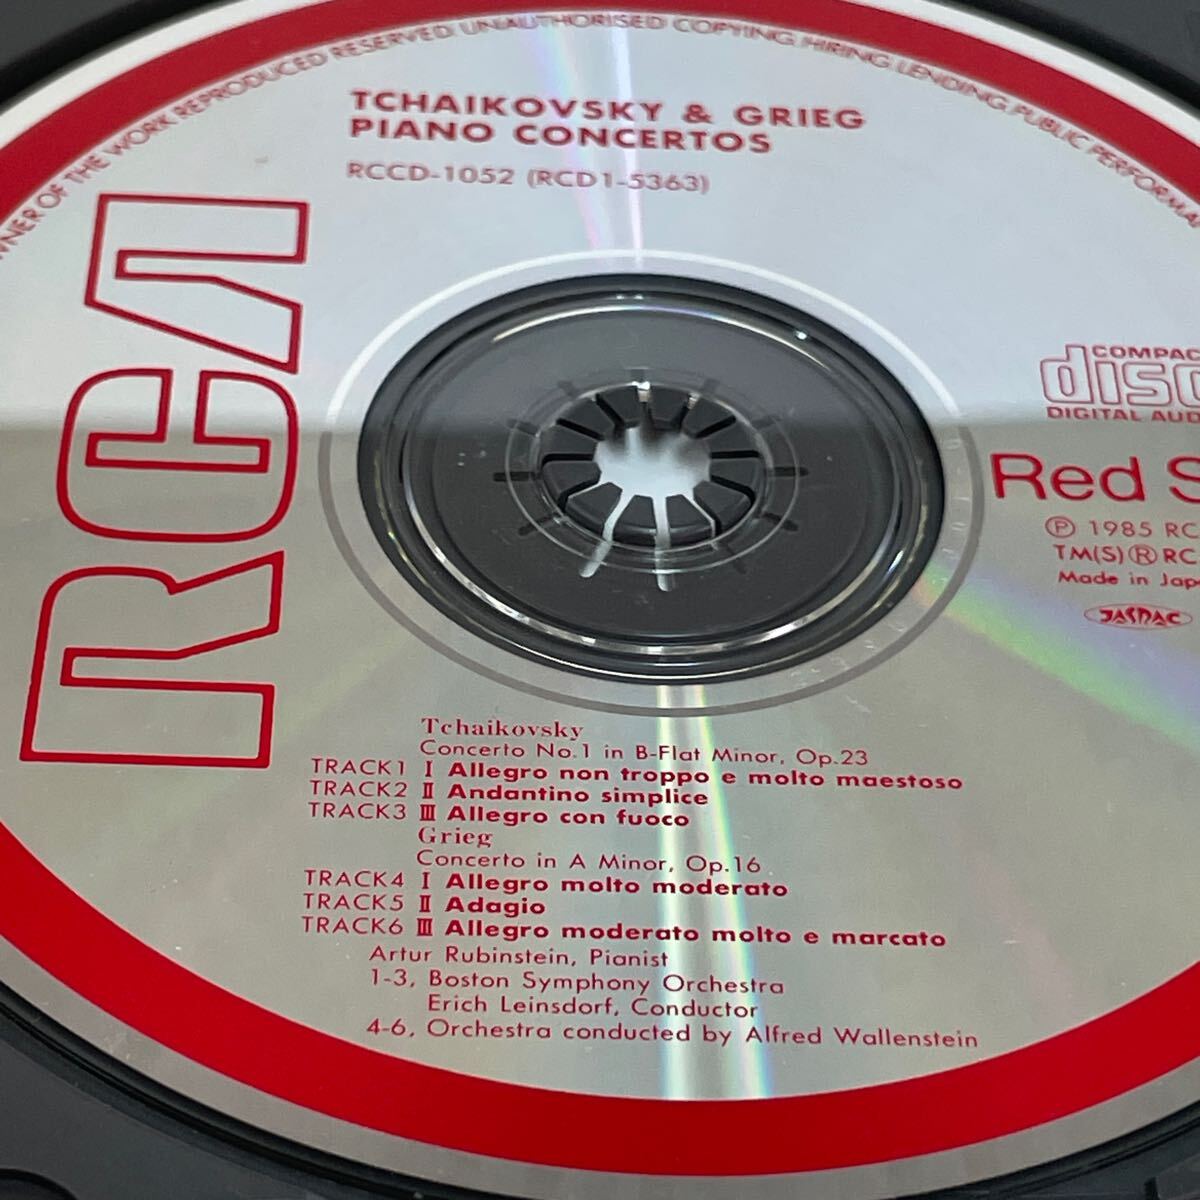 WNER OF THE WORK REPRODUCED RESERVED UNAUTHORISED COPYING, HIRING, LENDING, PUBLIC PERFORMA
TCHAIKOVSKY & GRIEG
PIANO CONCERTOS
RCCD-1052 (RCD1-5363)
RCA
COMPAC
disc
DIGITAL AUD
Red S
Ⓟ 1985 RC
TM(S)®RC
Made in Jap
JASRAC
Tchaikovsky
Concerto No.1 in B-Flat Minor, Op.23
TRACK1 Ⅰ Allegro non troppo e molto maestoso
TRACK2 Ⅱ Andantino simplice
TRACK3 Ⅲ Allegro con fuoco
Grieg
Concerto in A Minor, Op.16
TRACK4 Ⅰ Allegro molto moderato
TRACK5 Ⅱ Adagio
TRACK6 Ⅲ Allegro moderato molto e marcato
Artur Rubinstein, Pianist
1-3, Boston Symphony Orchestra
Erich Leinsdorf, Conductor
4-6, Orchestra conducted by Alfred Wallenstein